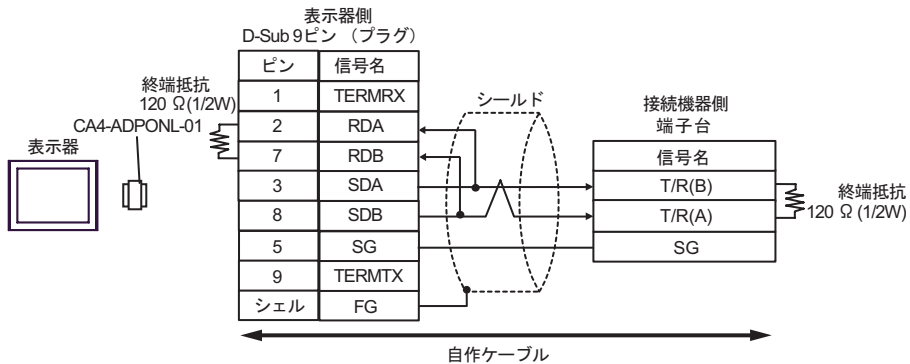 表示器側
D-Sub 9ピン （プラグ）
ピン 信号名
1 TERMRX
2 RDA
7 RDB
3 SDA
8 SDB
5 SG
9 TERMTX
シェル FG
終端抵抗
120 Ω(1/2W)
CA4-ADPONL-01
表示器
シールド
接続機器側
端子台
信号名
T/R(B)
T/R(A)
SG
終端抵抗
120 Ω (1/2W)
自作ケーブル